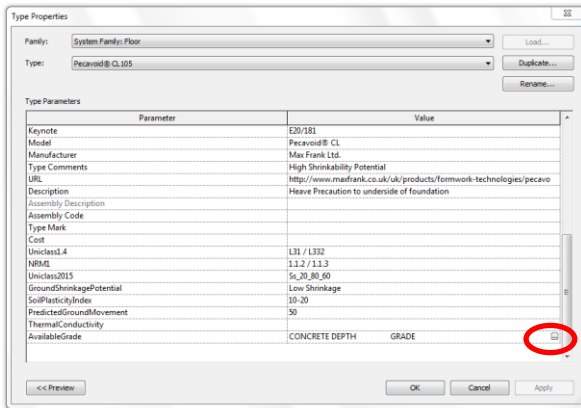 Type Properties
Family: System Family: Floor Load...
Type: Pecavoid® CL105 Duplicate...
Rename...
Type Parameters
Parameter Value
Keynote E20/181
Model Pecavoid® CL
Manufacturer Max Frank Ltd.
Type Comments High Shrinkability Potential
URL http://www.maxfrank.co.uk/uk/products/formwork-technologies/pecavo
Description Heave Precaution to underside of foundation
Assembly Description
Assembly Code
Type Mark
Cost
Uniclass1.4 L31 / L332
NRM1 1.1.2 / 1.1.3
Uniclass2015 Ss_20_80_60
GroundShrinkagePotential Low Shrinkage
SoilPlasticityIndex 10-20
PredictedGroundMovement 50
ThermalConductivity
AvailableGrade CONCRETE DEPTH GRADE
<< Preview OK Cancel Apply